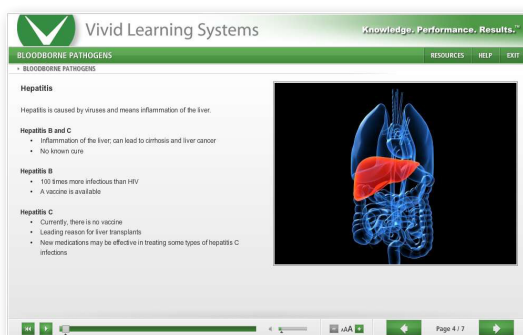 Vivid Learning Systems
Knowledge. Performance. Results.™
BLOODBORNE PATHOGENS
RESOURCES HELP EXIT
• BLOODBORNE PATHOGENS
Hepatitis
Hepatitis is caused by viruses and means inflammation of the liver.
Hepatitis B and C
• Inflammation of the liver; can lead to cirrhosis and liver cancer
• No known cure
Hepatitis B
• 100 times more infectious than HIV
• A vaccine is available
Hepatitis C
• Currently, there is no vaccine
• Leading reason for liver transplants
• New medications may be effective in treating some types of hepatitis C
infections
AAA
Page 4 / 7